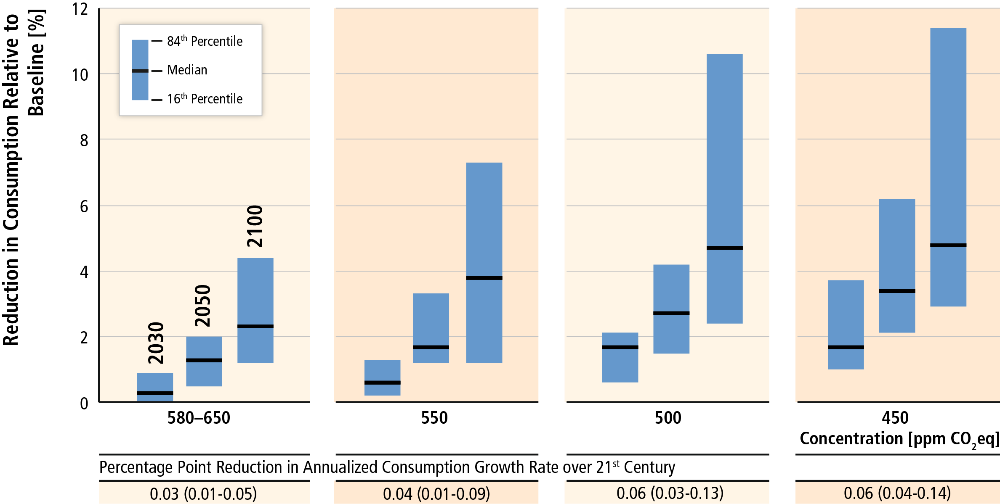 Reduction in Consumption Relative to
Baseline [%]
12
10
8
6
4
2
0
84th Percentile
Median
16th Percentile
2030
2050
2100
580–650
550
500
450
Concentration [ppm CO2eq]
Percentage Point Reduction in Annualized Consumption Growth Rate over 21st Century
0.03 (0.01-0.05)
0.04 (0.01-0.09)
0.06 (0.03-0.13)
0.06 (0.04-0.14)